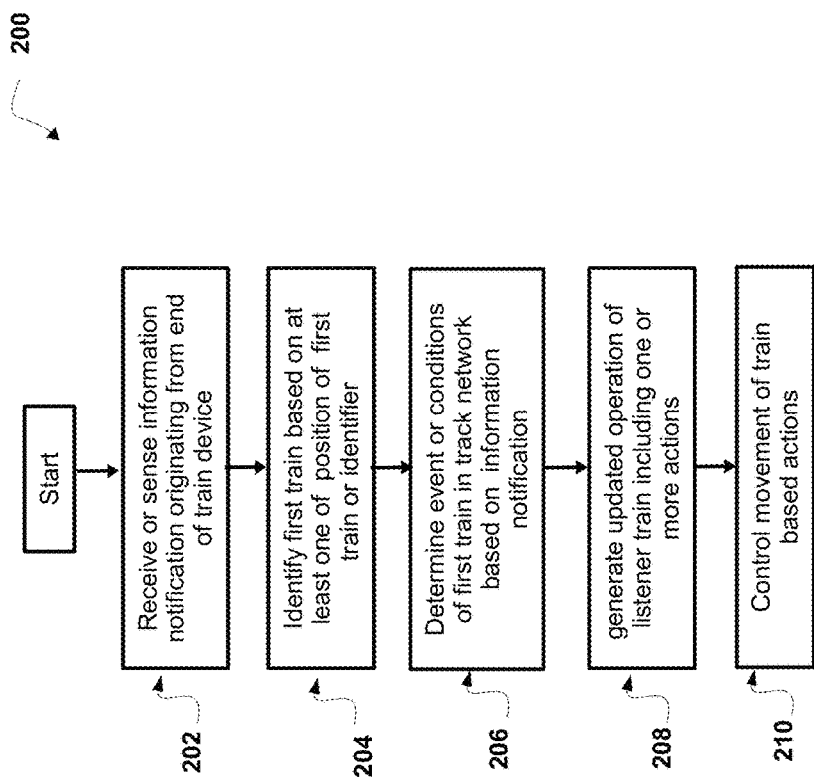 200
Start
202
Receive or sense information
notification originating from end
of train device
204
Identify first train based on at
least one of position of first
train or identifier
206
Determine event or conditions
of first train in track network
based on information
notification
208
generate updated operation of
listener train including one or
more actions
210
Control movement of train
based actions